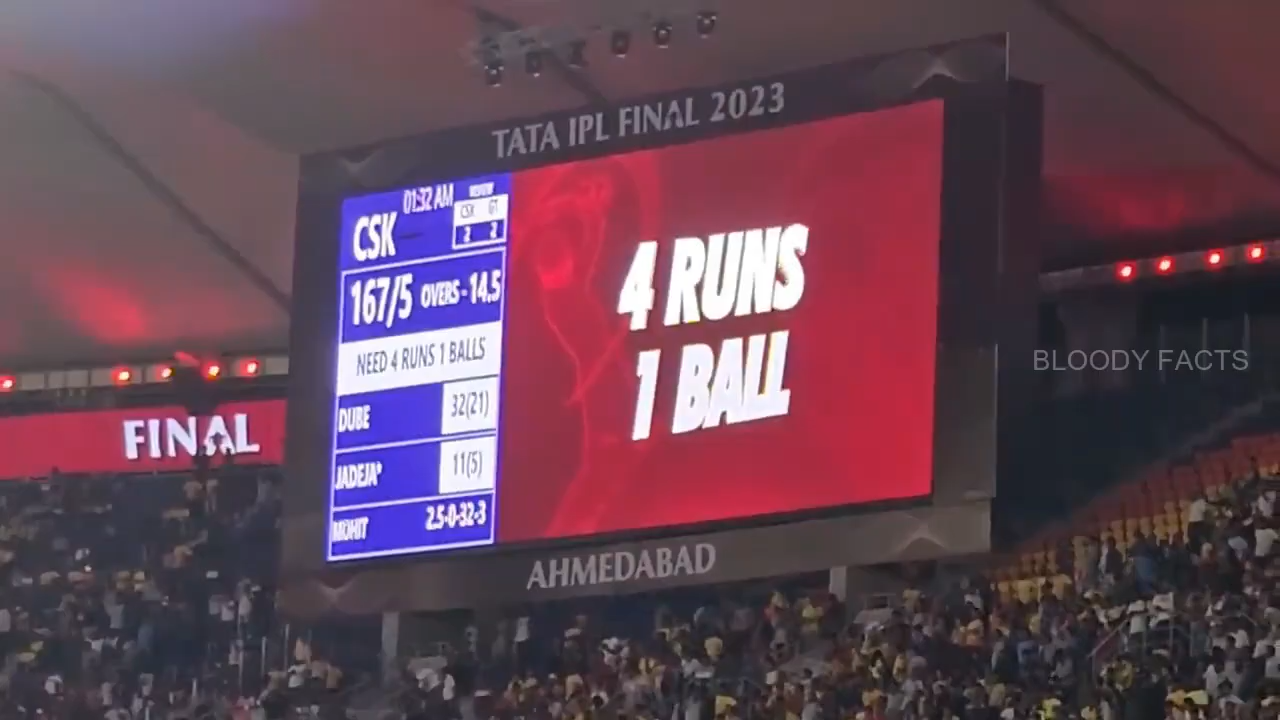 TATA IPL FINAL 2023
01:32 AM
REVIEW
CSK GT
2 2
CSK
167/5 OVERS - 14.5
NEED 4 RUNS 1 BALLS
DUBE 32(21)
JADEJA* 11(5)
MOHIT 2.5-0-32-3
4 RUNS
1 BALL
AHMEDABAD
FINAL
BLOODY FACTS